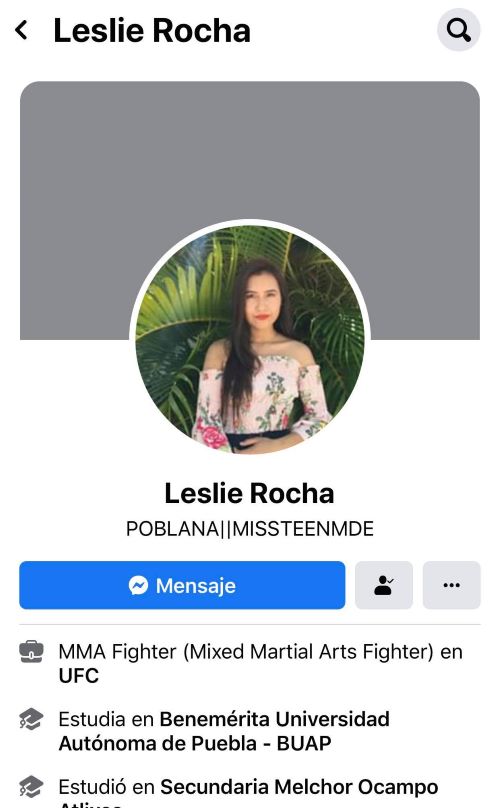 Leslie Rocha
Leslie Rocha
POBLANA||MISSTEENMDE
Mensaje
MMA Fighter (Mixed Martial Arts Fighter) en
UFC
Estudia en Benemérita Universidad
Autónoma de Puebla - BUAP
Estudió en Secundaria Melchor Ocampo